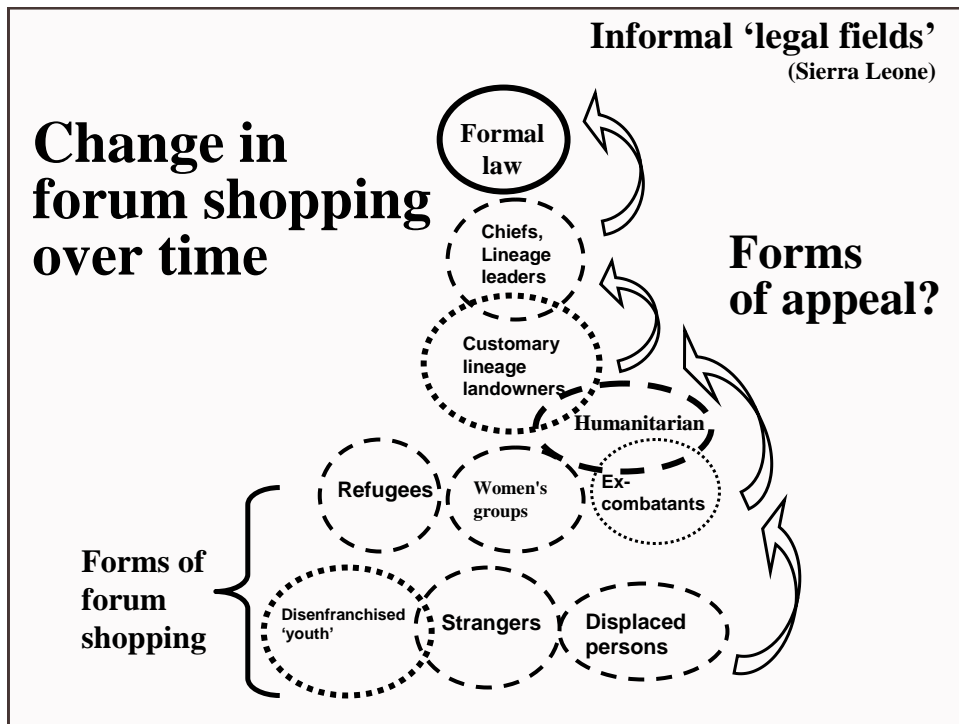 Informal ‘legal fields’
(Sierra Leone)
Change in
forum shopping
over time
Formal
law
Chiefs,
Lineage
leaders
Forms
of appeal?
Customary
lineage
landowners
Humanitarian
Refugees
Women's
groups
Ex-
combatants
Forms of
forum
shopping
Disenfranchised
‘youth’
Strangers
Displaced
persons